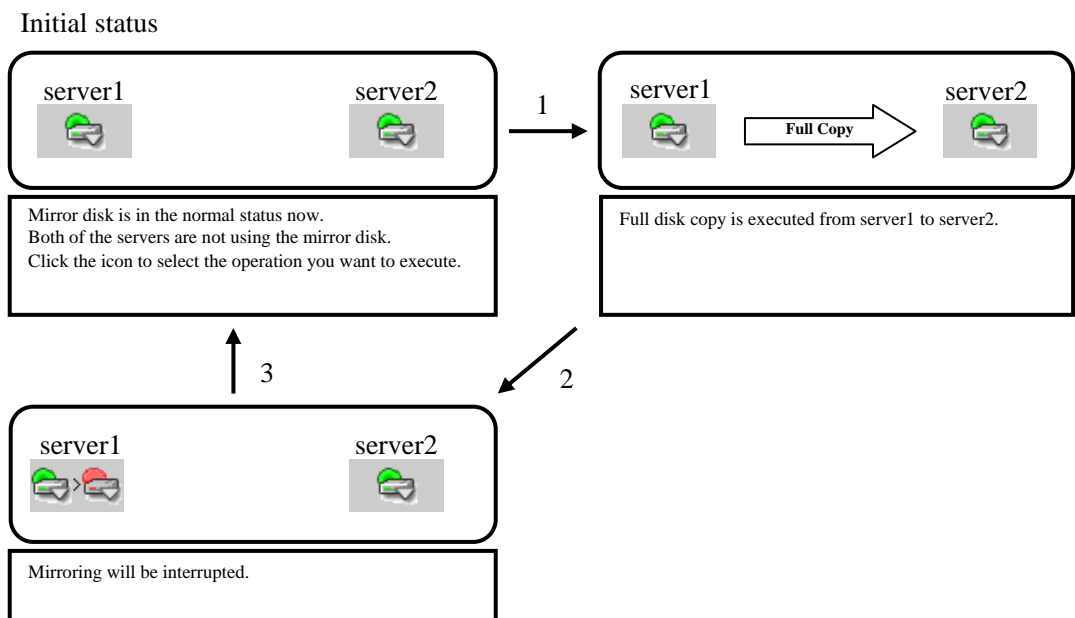 Initial status
server1
server2
1
server1
Full Copy
server2
Mirror disk is in the normal status now.
Both of the servers are not using the mirror disk.
Click the icon to select the operation you want to execute.
Full disk copy is executed from server1 to server2.
3
2
server1
>
server2
Mirroring will be interrupted.